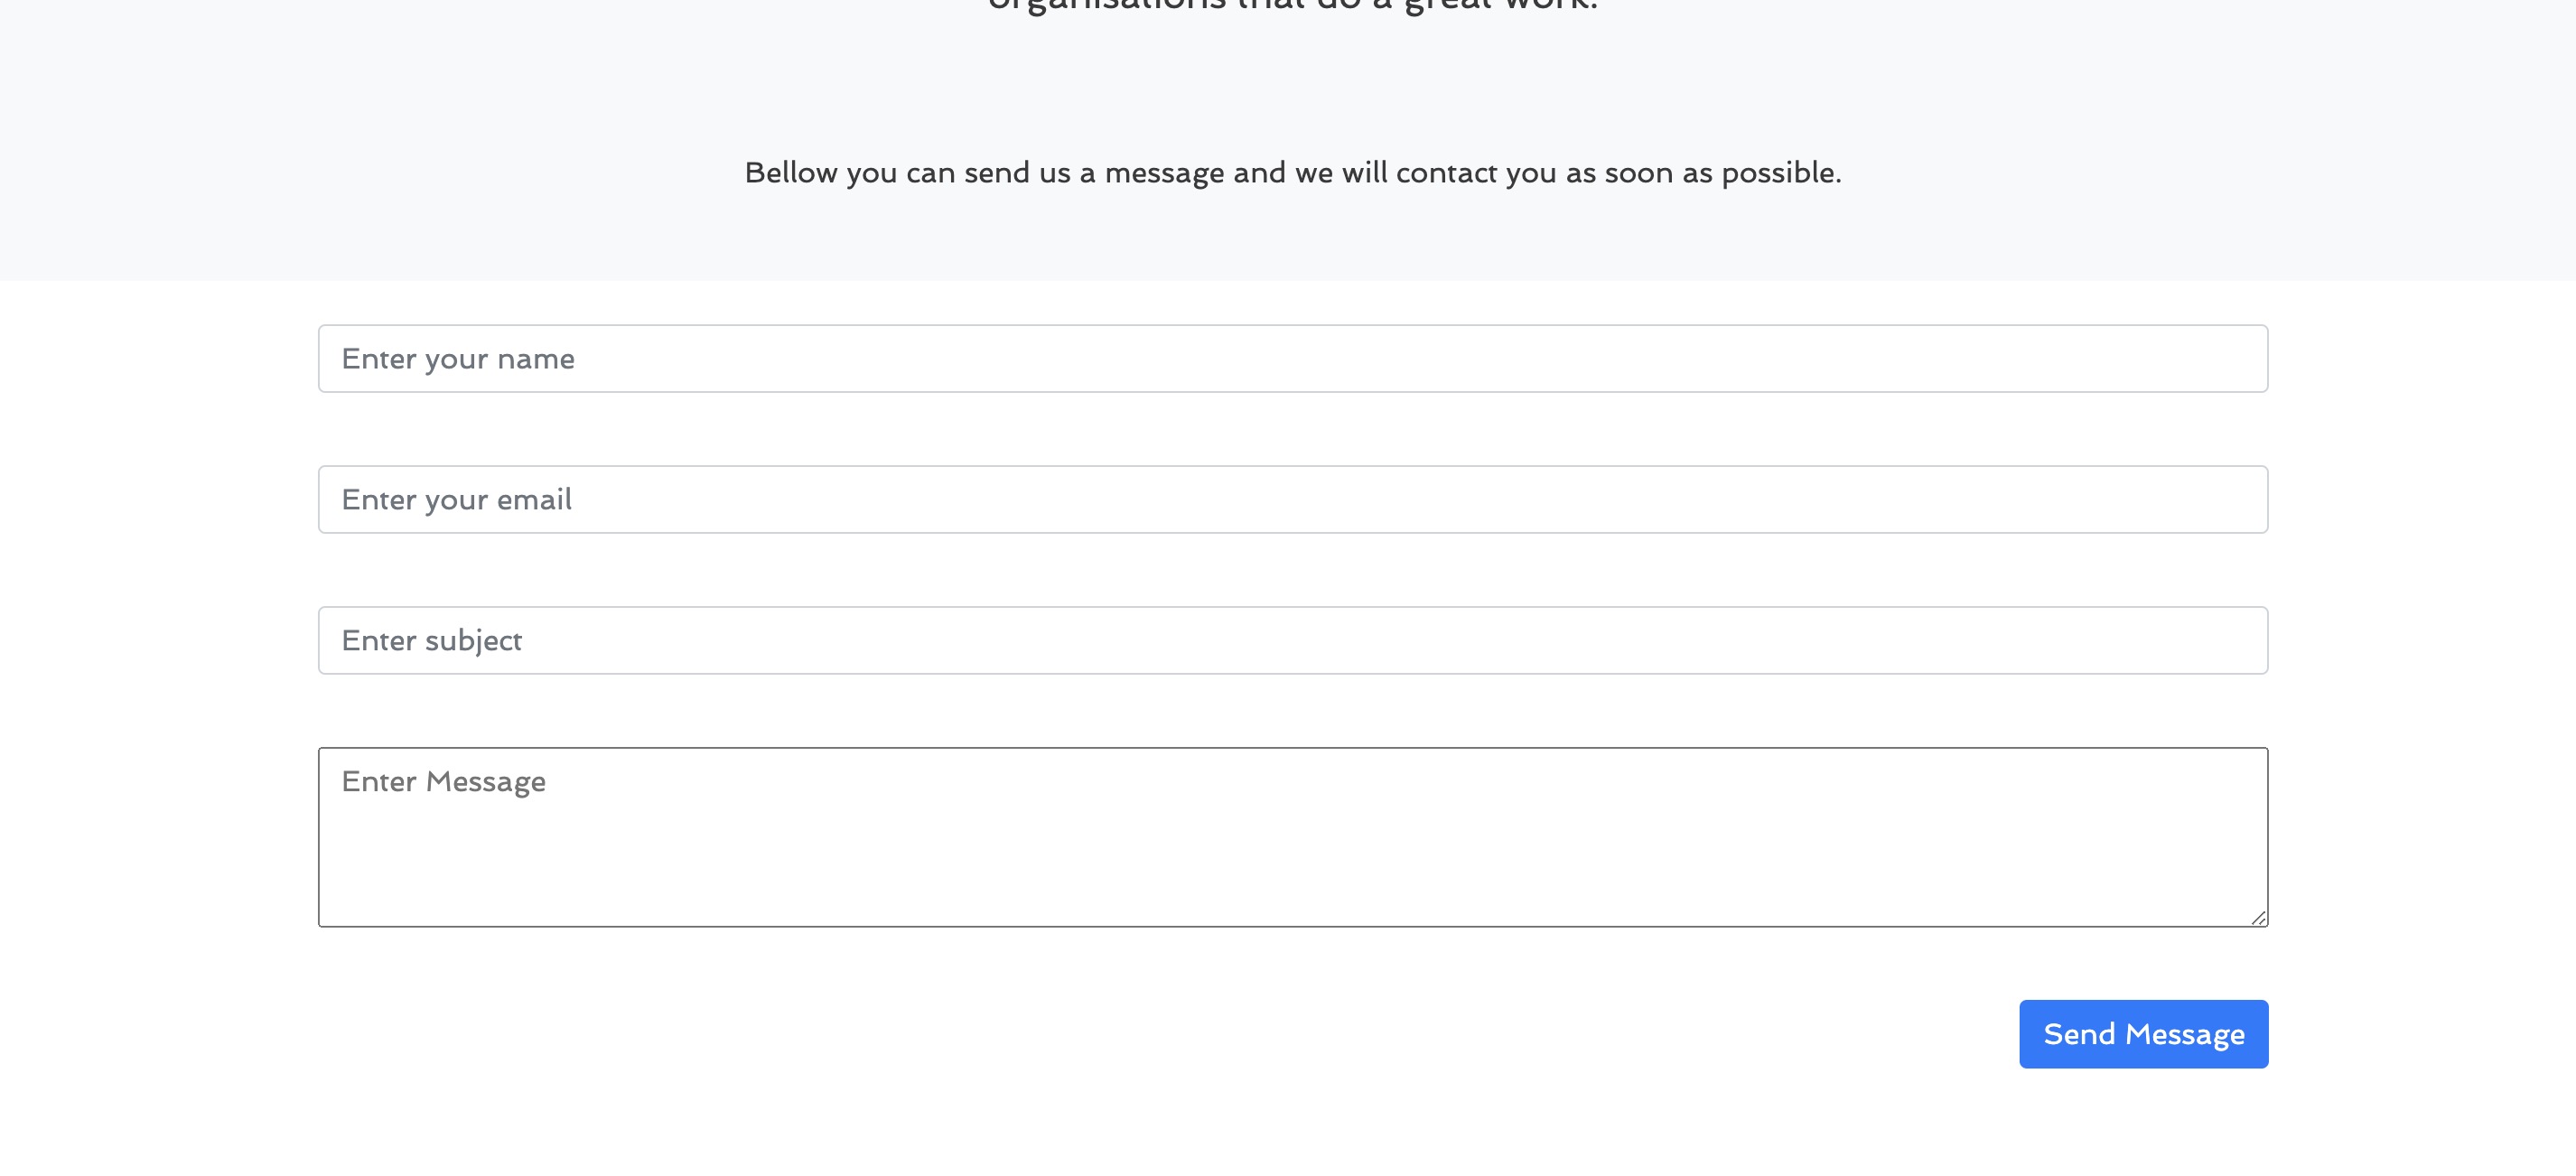 organisations that do a great work.
Bellow you can send us a message and we will contact you as soon as possible.
Enter your name
Enter your email
Enter subject
Enter Message
Send Message